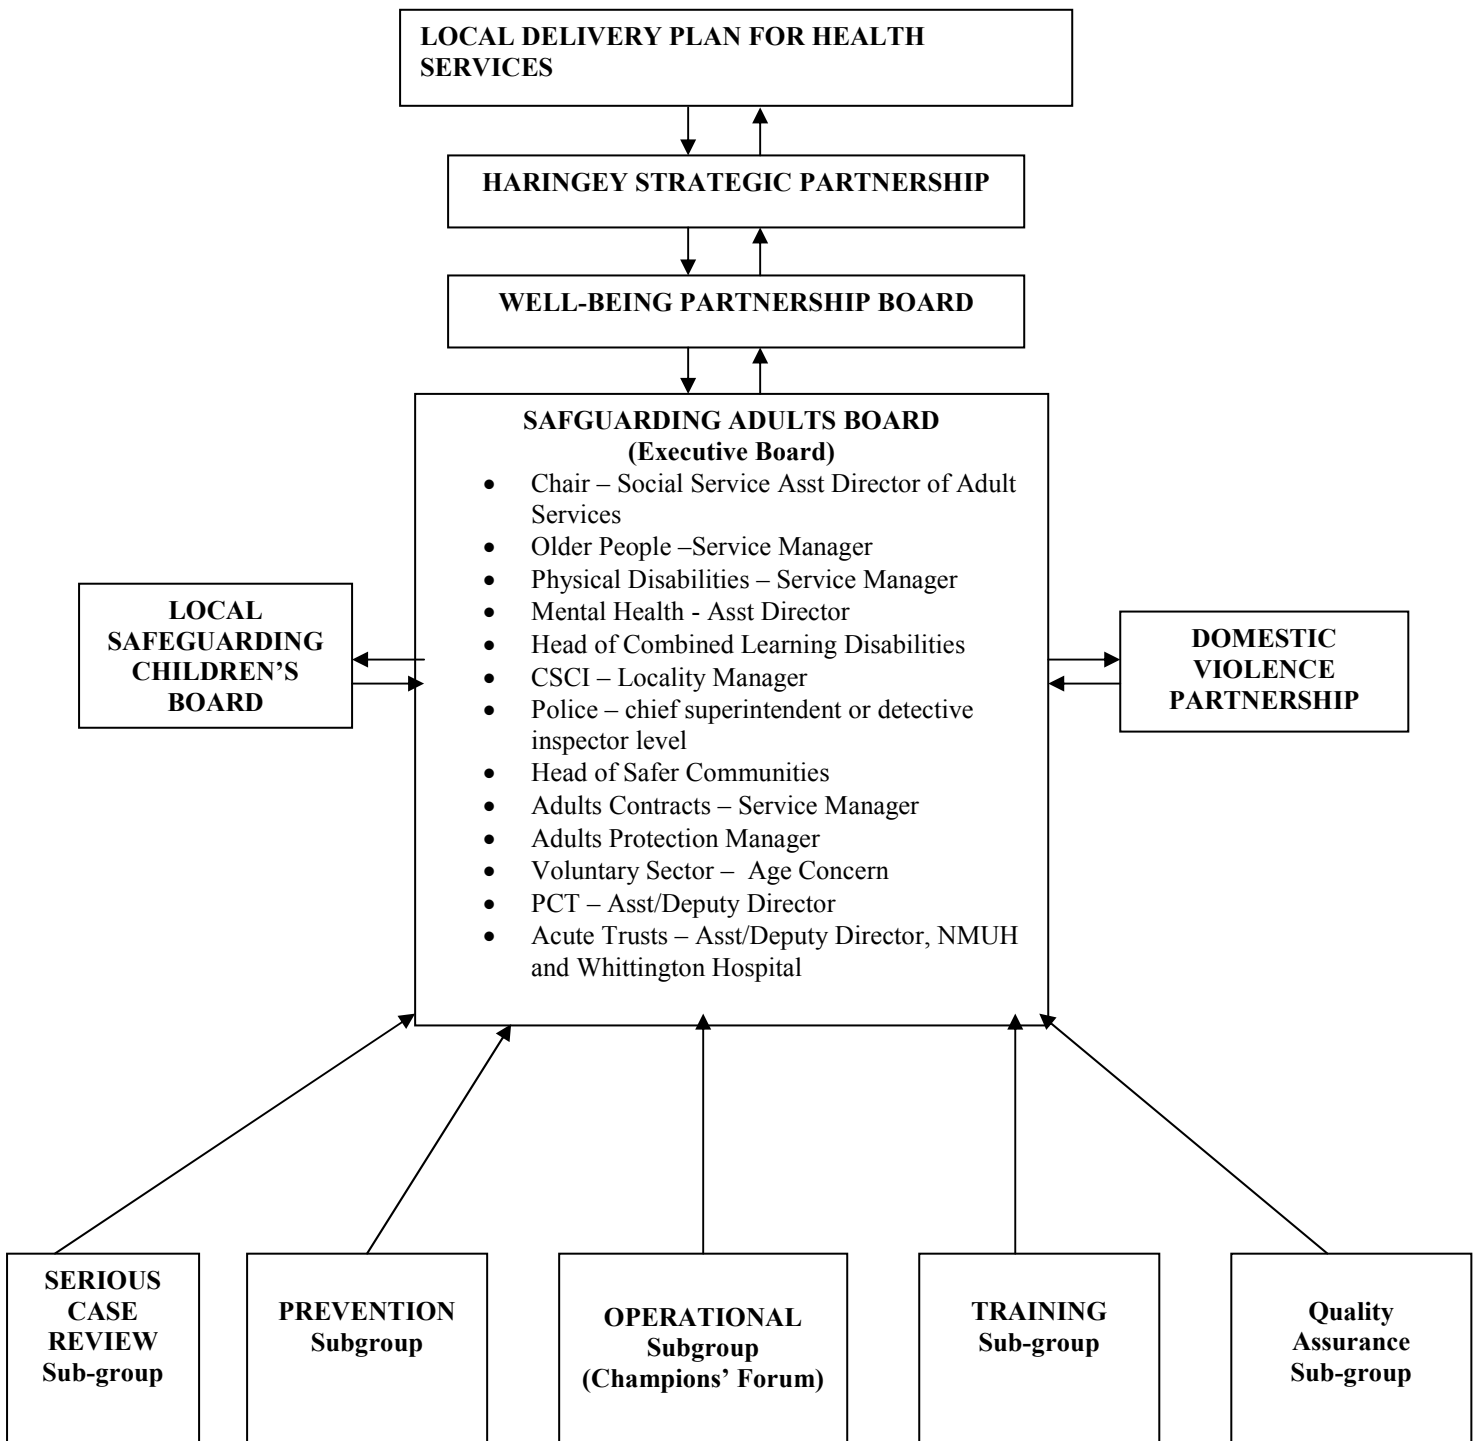 LOCAL DELIVERY PLAN FOR HEALTH
SERVICES
HARINGEY STRATEGIC PARTNERSHIP
WELL-BEING PARTNERSHIP BOARD
SAFGUARDING ADULTS BOARD
(Executive Board)
• Chair – Social Service Asst Director of Adult
Services
• Older People –Service Manager
• Physical Disabilities – Service Manager
• Mental Health - Asst Director
• Head of Combined Learning Disabilities
• CSCI – Locality Manager
• Police – chief superintendent or detective
inspector level
• Head of Safer Communities
• Adults Contracts – Service Manager
• Adults Protection Manager
• Voluntary Sector – Age Concern
• PCT – Asst/Deputy Director
• Acute Trusts – Asst/Deputy Director, NMUH
and Whittington Hospital
LOCAL
SAFEGUARDING
CHILDREN’S
BOARD
DOMESTIC
VIOLENCE
PARTNERSHIP
SERIOUS
CASE
REVIEW
Sub-group
PREVENTION
Subgroup
OPERATIONAL
Subgroup
(Champions’ Forum)
TRAINING
Sub-group
Quality
Assurance
Sub-group